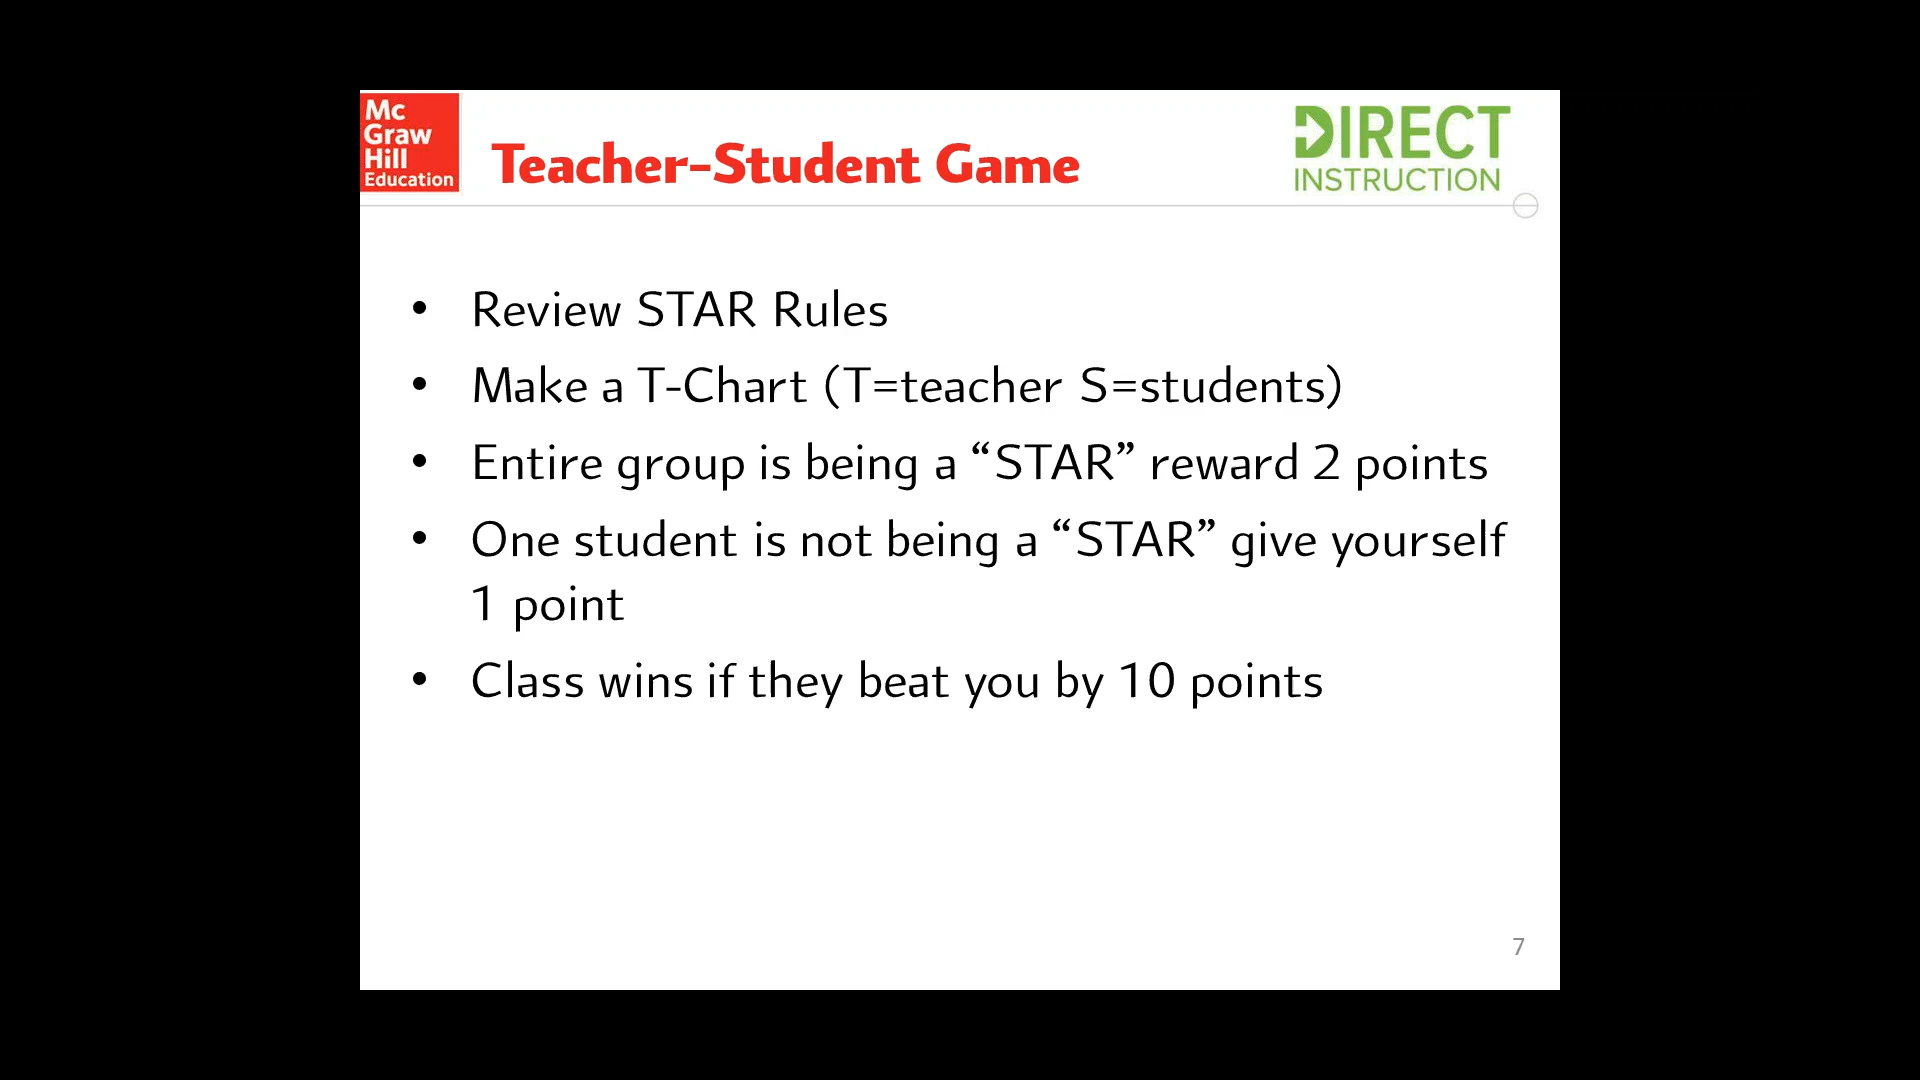 Mc
Graw
Hill
Education
Teacher-Student Game
DIRECT
INSTRUCTION
• Review STAR Rules
• Make a T-Chart (T=teacher S=students)
• Entire group is being a “STAR” reward 2 points
• One student is not being a “STAR” give yourself
1 point
• Class wins if they beat you by 10 points
7